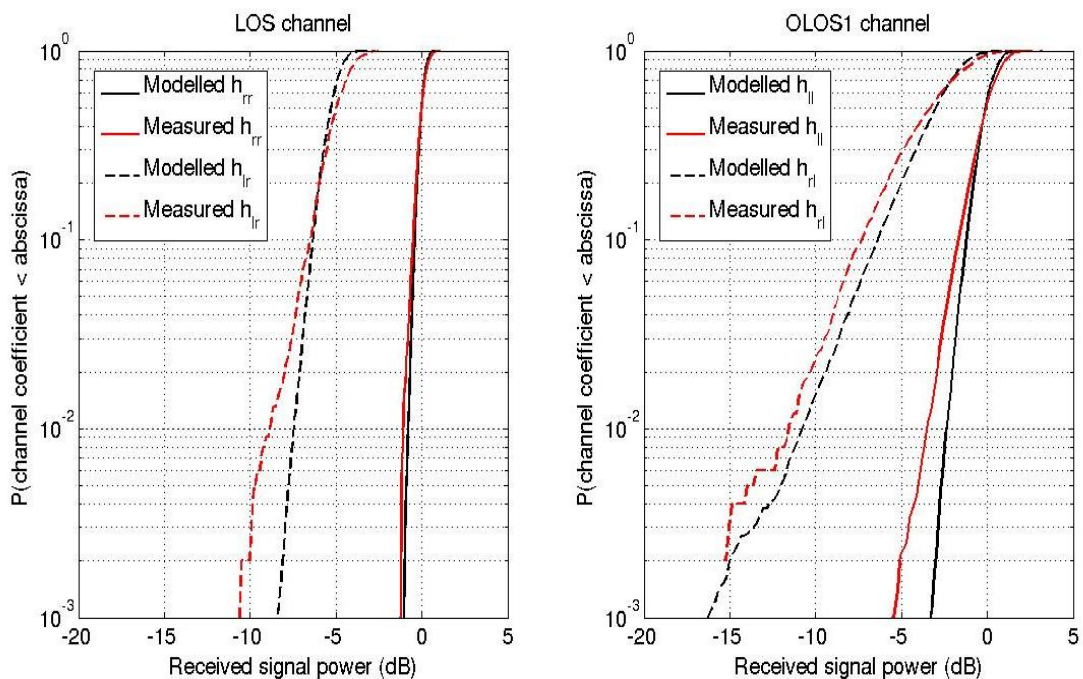 LOS channel
10^0
10^-1
10^-2
10^-3
P(channel coefficient < abscissa)
Modelled h_rr
Measured h_rr
Modelled h_lr
Measured h_lr
-20 -15 -10 -5 0 5
Received signal power (dB)
OLOS1 channel
10^0
10^-1
10^-2
10^-3
P(channel coefficient < abscissa)
Modelled h_ll
Measured h_ll
Modelled h_rl
Measured h_rl
-20 -15 -10 -5 0 5
Received signal power (dB)